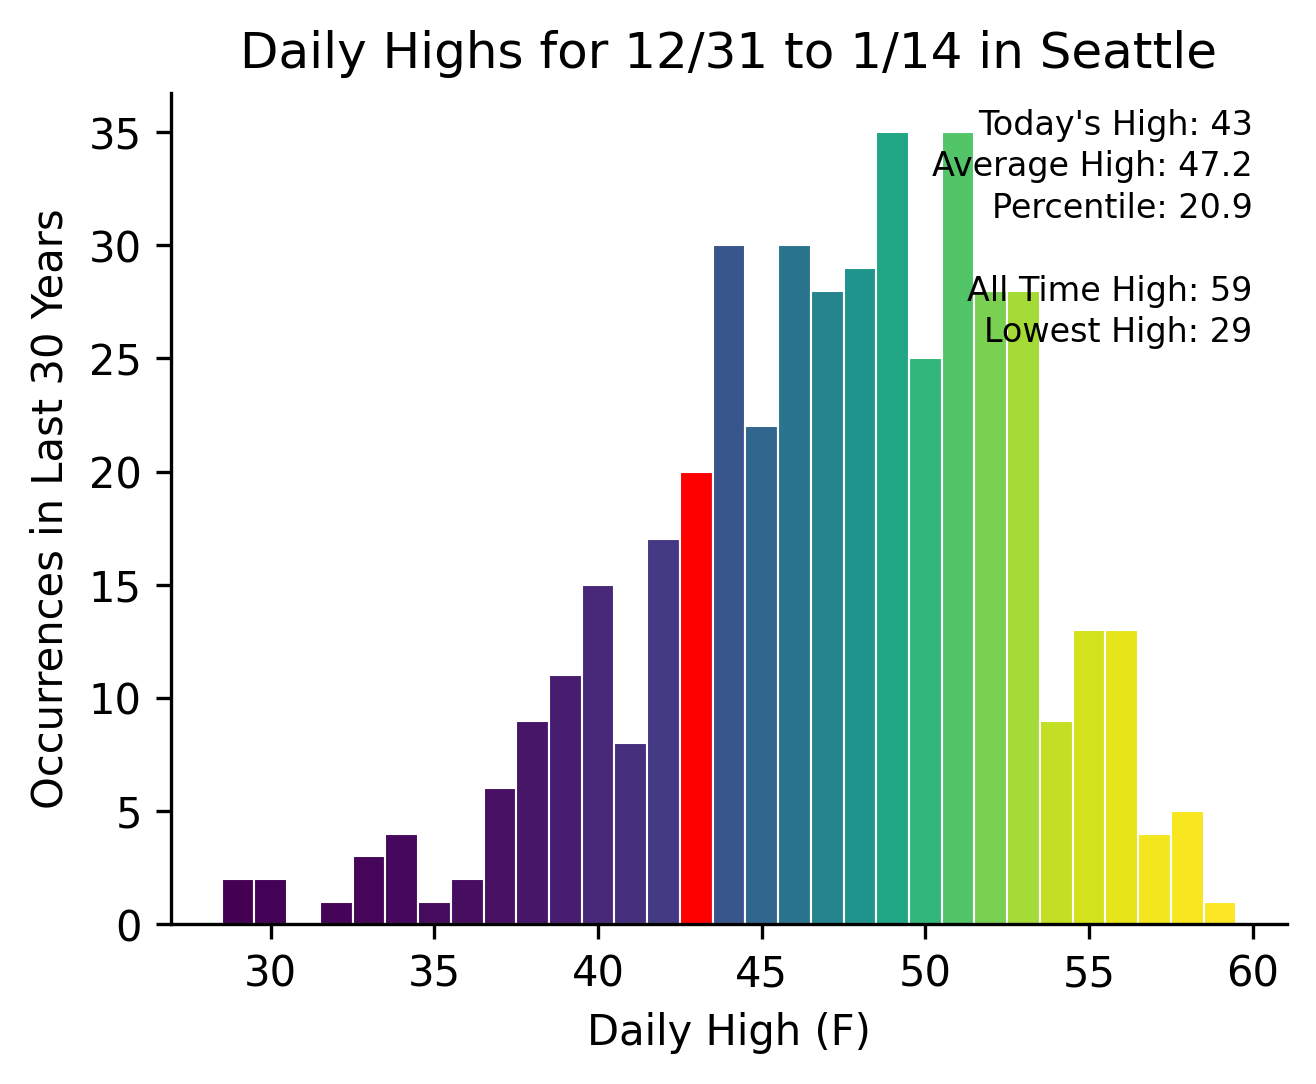 Daily Highs for 12/31 to 1/14 in Seattle
Today's High: 43
Average High: 47.2
Percentile: 20.9
All Time High: 59
Lowest High: 29
Occurrences in Last 30 Years
35
30
25
20
15
10
5
0
30 35 40 45 50 55 60
Daily High (F)